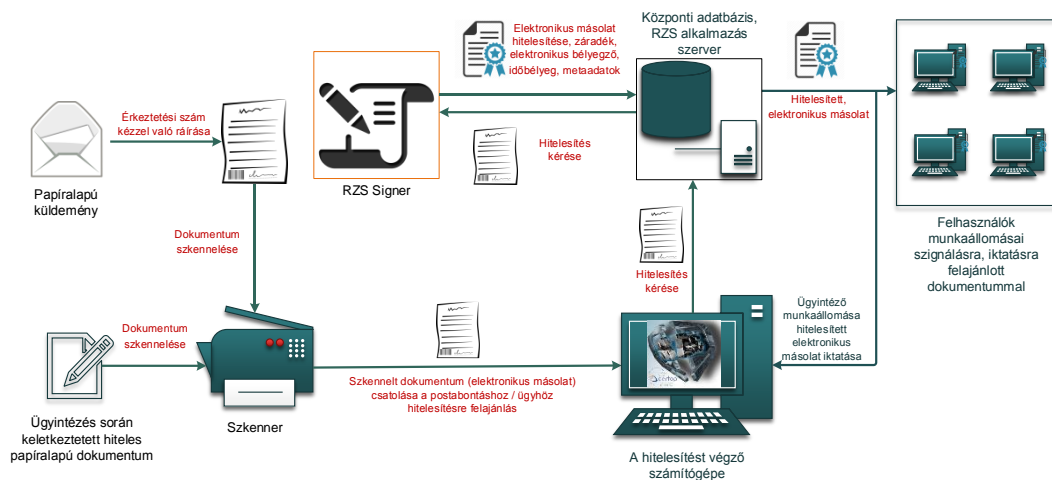 Elektronikus másolat
hitelesítése, záradék,
elektronikus bélyegző,
időbélyeg, metaadatok
Központi adatbázis,
RZS alkalmazás
szerver
Érkeztetési szám
kézzel való ráírása
Hitelesített,
elektronikus másolat
Hitelesítés
kérése
Papíralapú
küldemény
RZS Signer
Felhasználók
munkaállomásai
szignálásra, iktatásra
felajánlott
dokumentummal
Dokumentum
szkennelése
Hitelesítés
kérése
Ügyintéző
munkaállomása
hitelesített
elektronikus
másolat iktatása
Dokumentum
szkennelése
Szkennelt dokumentum (elektronikus másolat)
csatolása a postabontáshoz / ügyhöz
hitelesítésre felajánlás
Ügyintézés során
keletkeztetett hiteles
papíralapú dokumentum
Szkenner
A hitelesítést végző
számítógépe